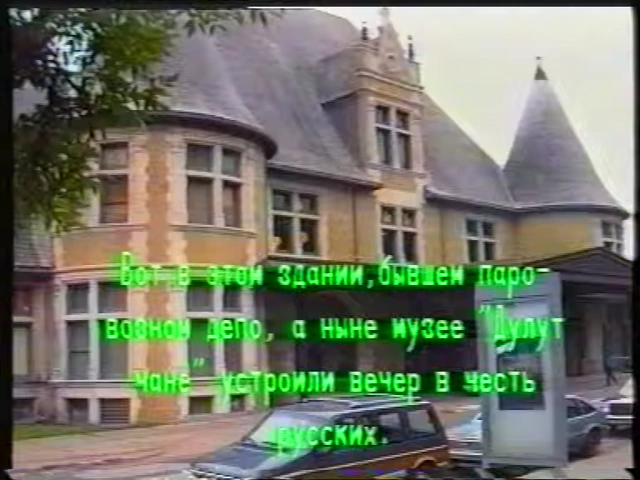 Вот в этом здании,бывшем паро-
возном депо, а ныне музее "Дулут
чане" устроили вечер в честь
русских.